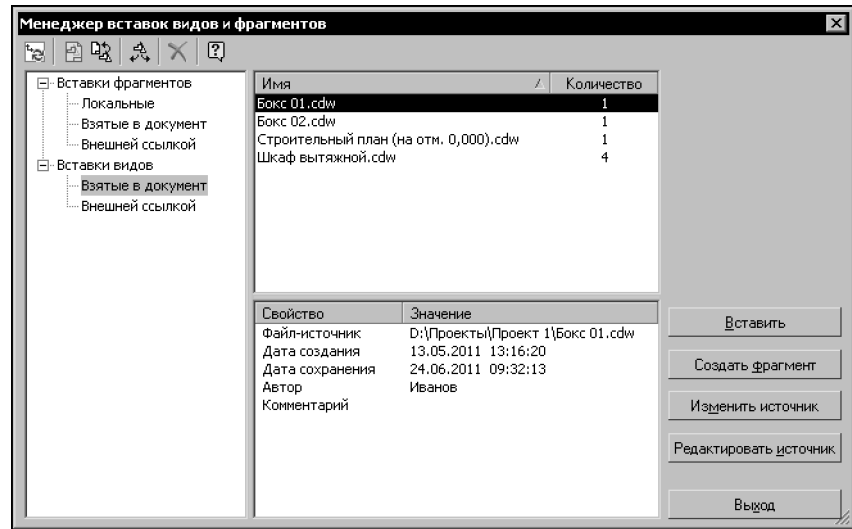 Менеджер вставок видов и фрагментов
Вставки фрагментов
Локальные
Взятые в документ
Внешней ссылкой
Вставки видов
Взятые в документ
Внешней ссылкой
Имя Количество
Бокс 01.cdw 1
Бокс 02.cdw 1
Строительный план (на отм. 0,000).cdw 1
Шкаф вытяжной.cdw 4
Свойство Значение
Файл-источник D:\Проекты\Проект 1\Бокс 01.cdw
Дата создания 13.05.2011 13:16:20
Дата сохранения 24.06.2011 09:32:13
Автор Иванов
Комментарий
Вставить
Создать фрагмент
Изменить источник
Редактировать источник
Выход